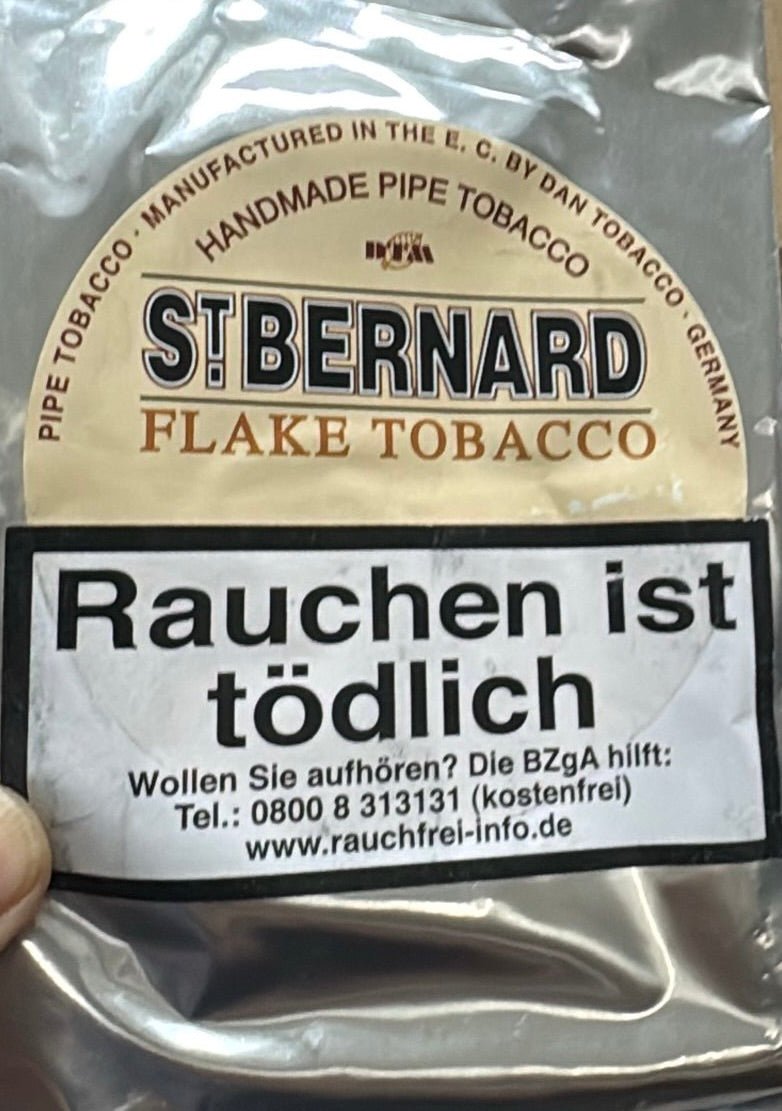 PIPE TOBACCO · MANUFACTURED IN THE E. C. BY DAN TOBACCO · GERMANY
HANDMADE PIPE TOBACCO
DTM
ST. BERNARD
FLAKE TOBACCO
Rauchen ist
tödlich
Wollen Sie aufhören? Die BZgA hilft:
Tel.: 0800 8 313131 (kostenfrei)
www.rauchfrei-info.de